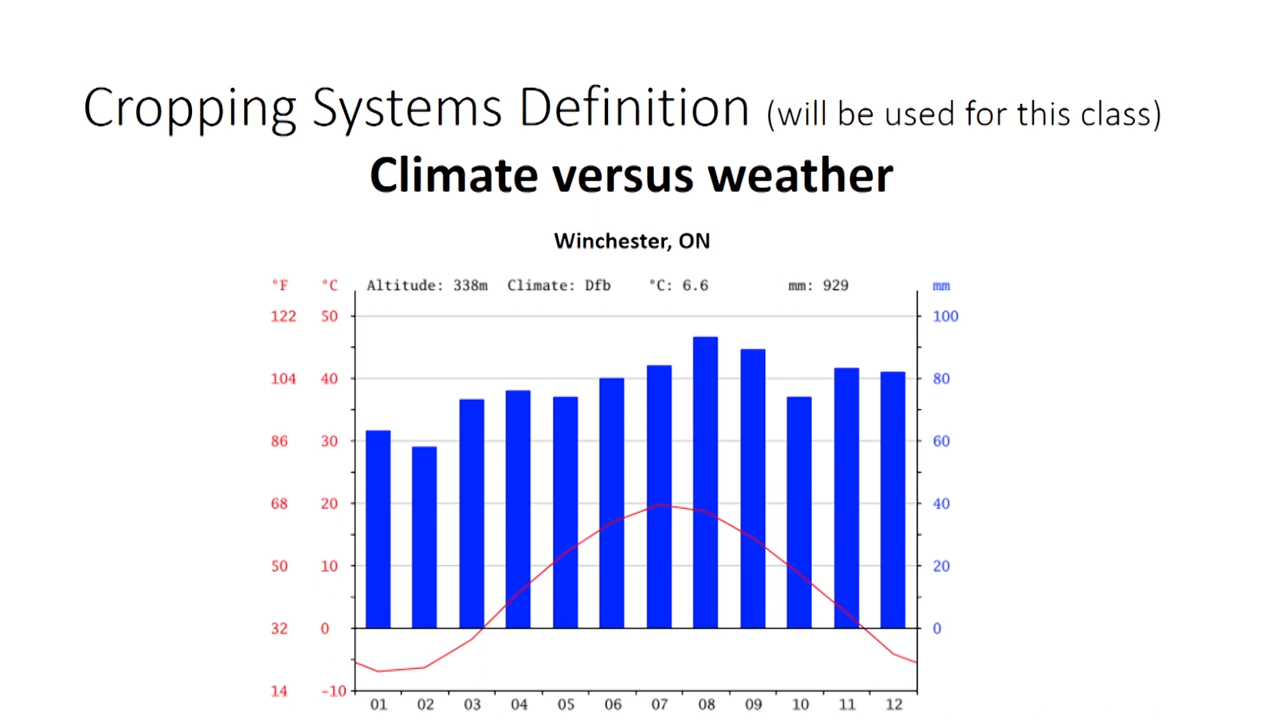 Cropping Systems Definition (will be used for this class)
Climate versus weather
Winchester, ON
°F °C Altitude: 338m Climate: Dfb °C: 6.6 mm: 929 mm
122 50 100
104 40 80
86 30 60
68 20 40
50 10 20
32 0 0
14 -10
01 02 03 04 05 06 07 08 09 10 11 12